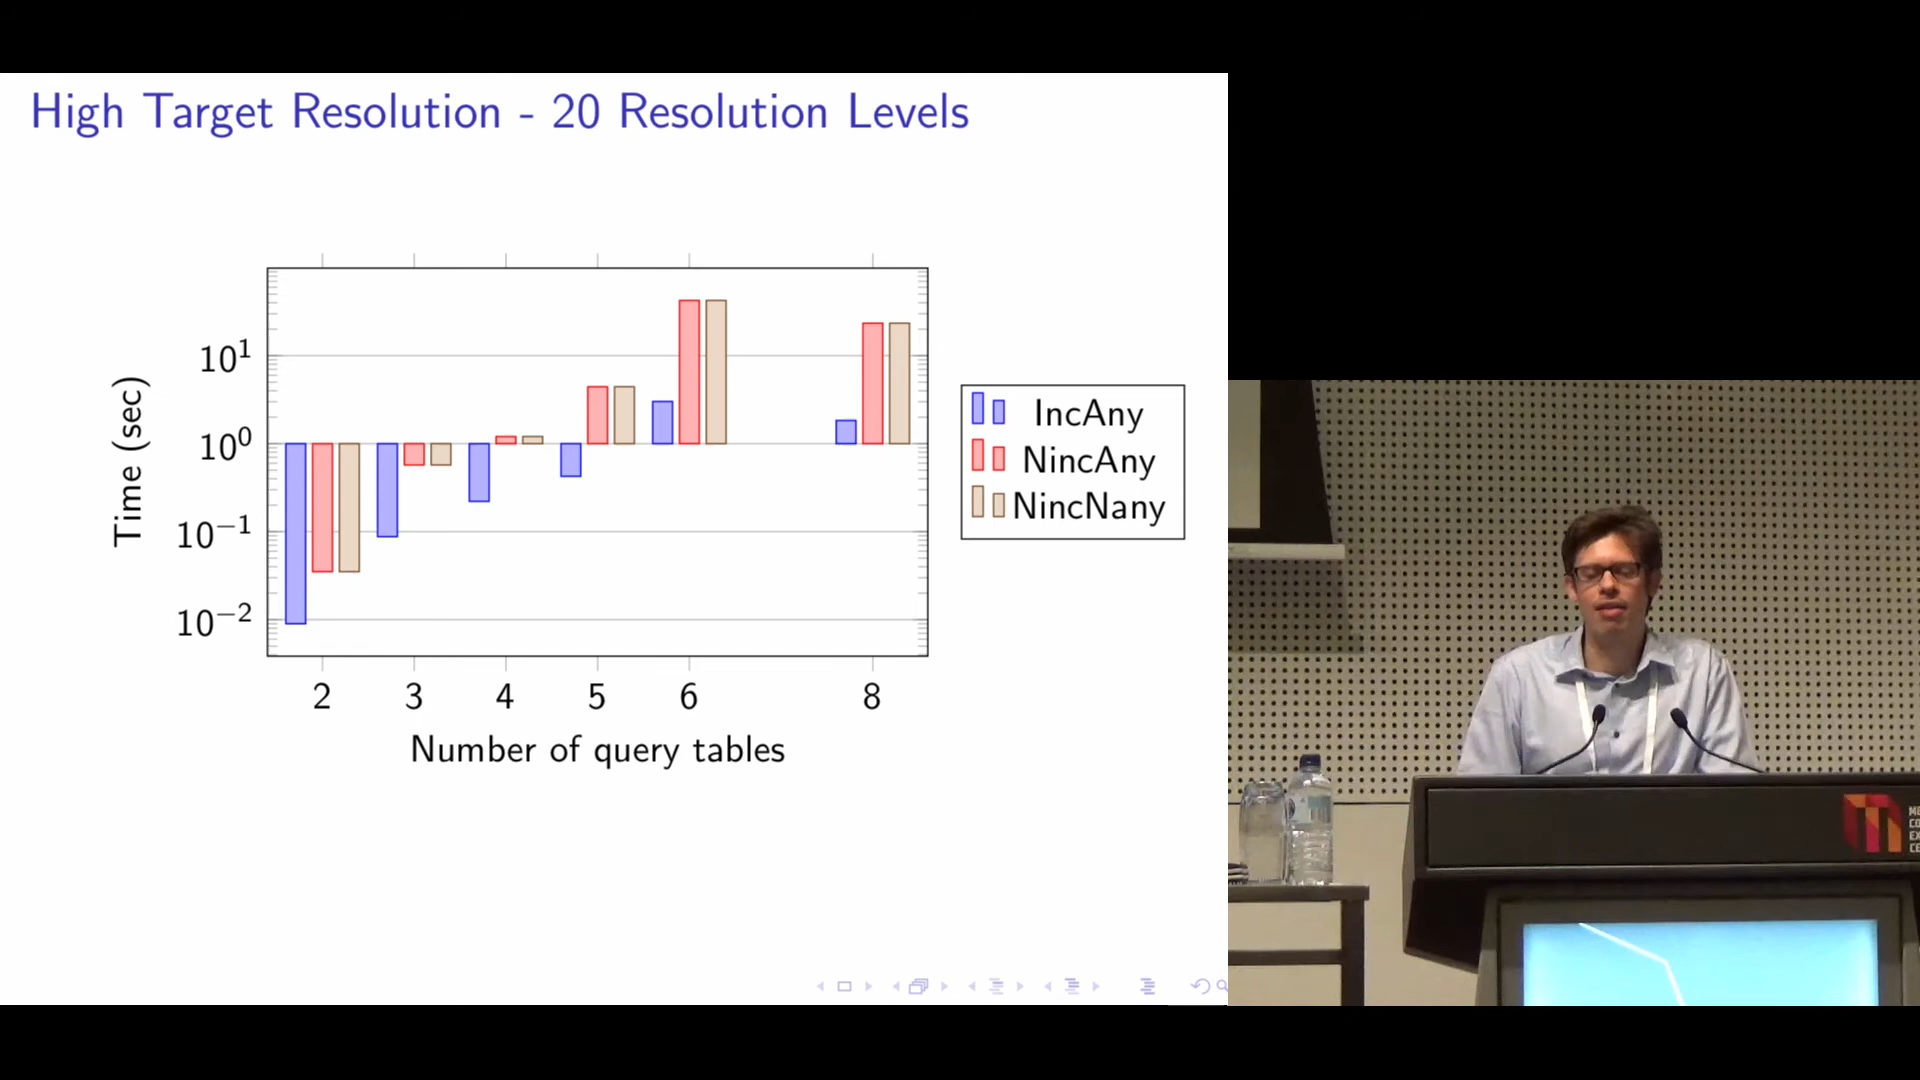 High Target Resolution - 20 Resolution Levels
Time (sec)
10^1
10^0
10^−1
10^−2
2 3 4 5 6 8
Number of query tables
IncAny
NincAny
NincNany